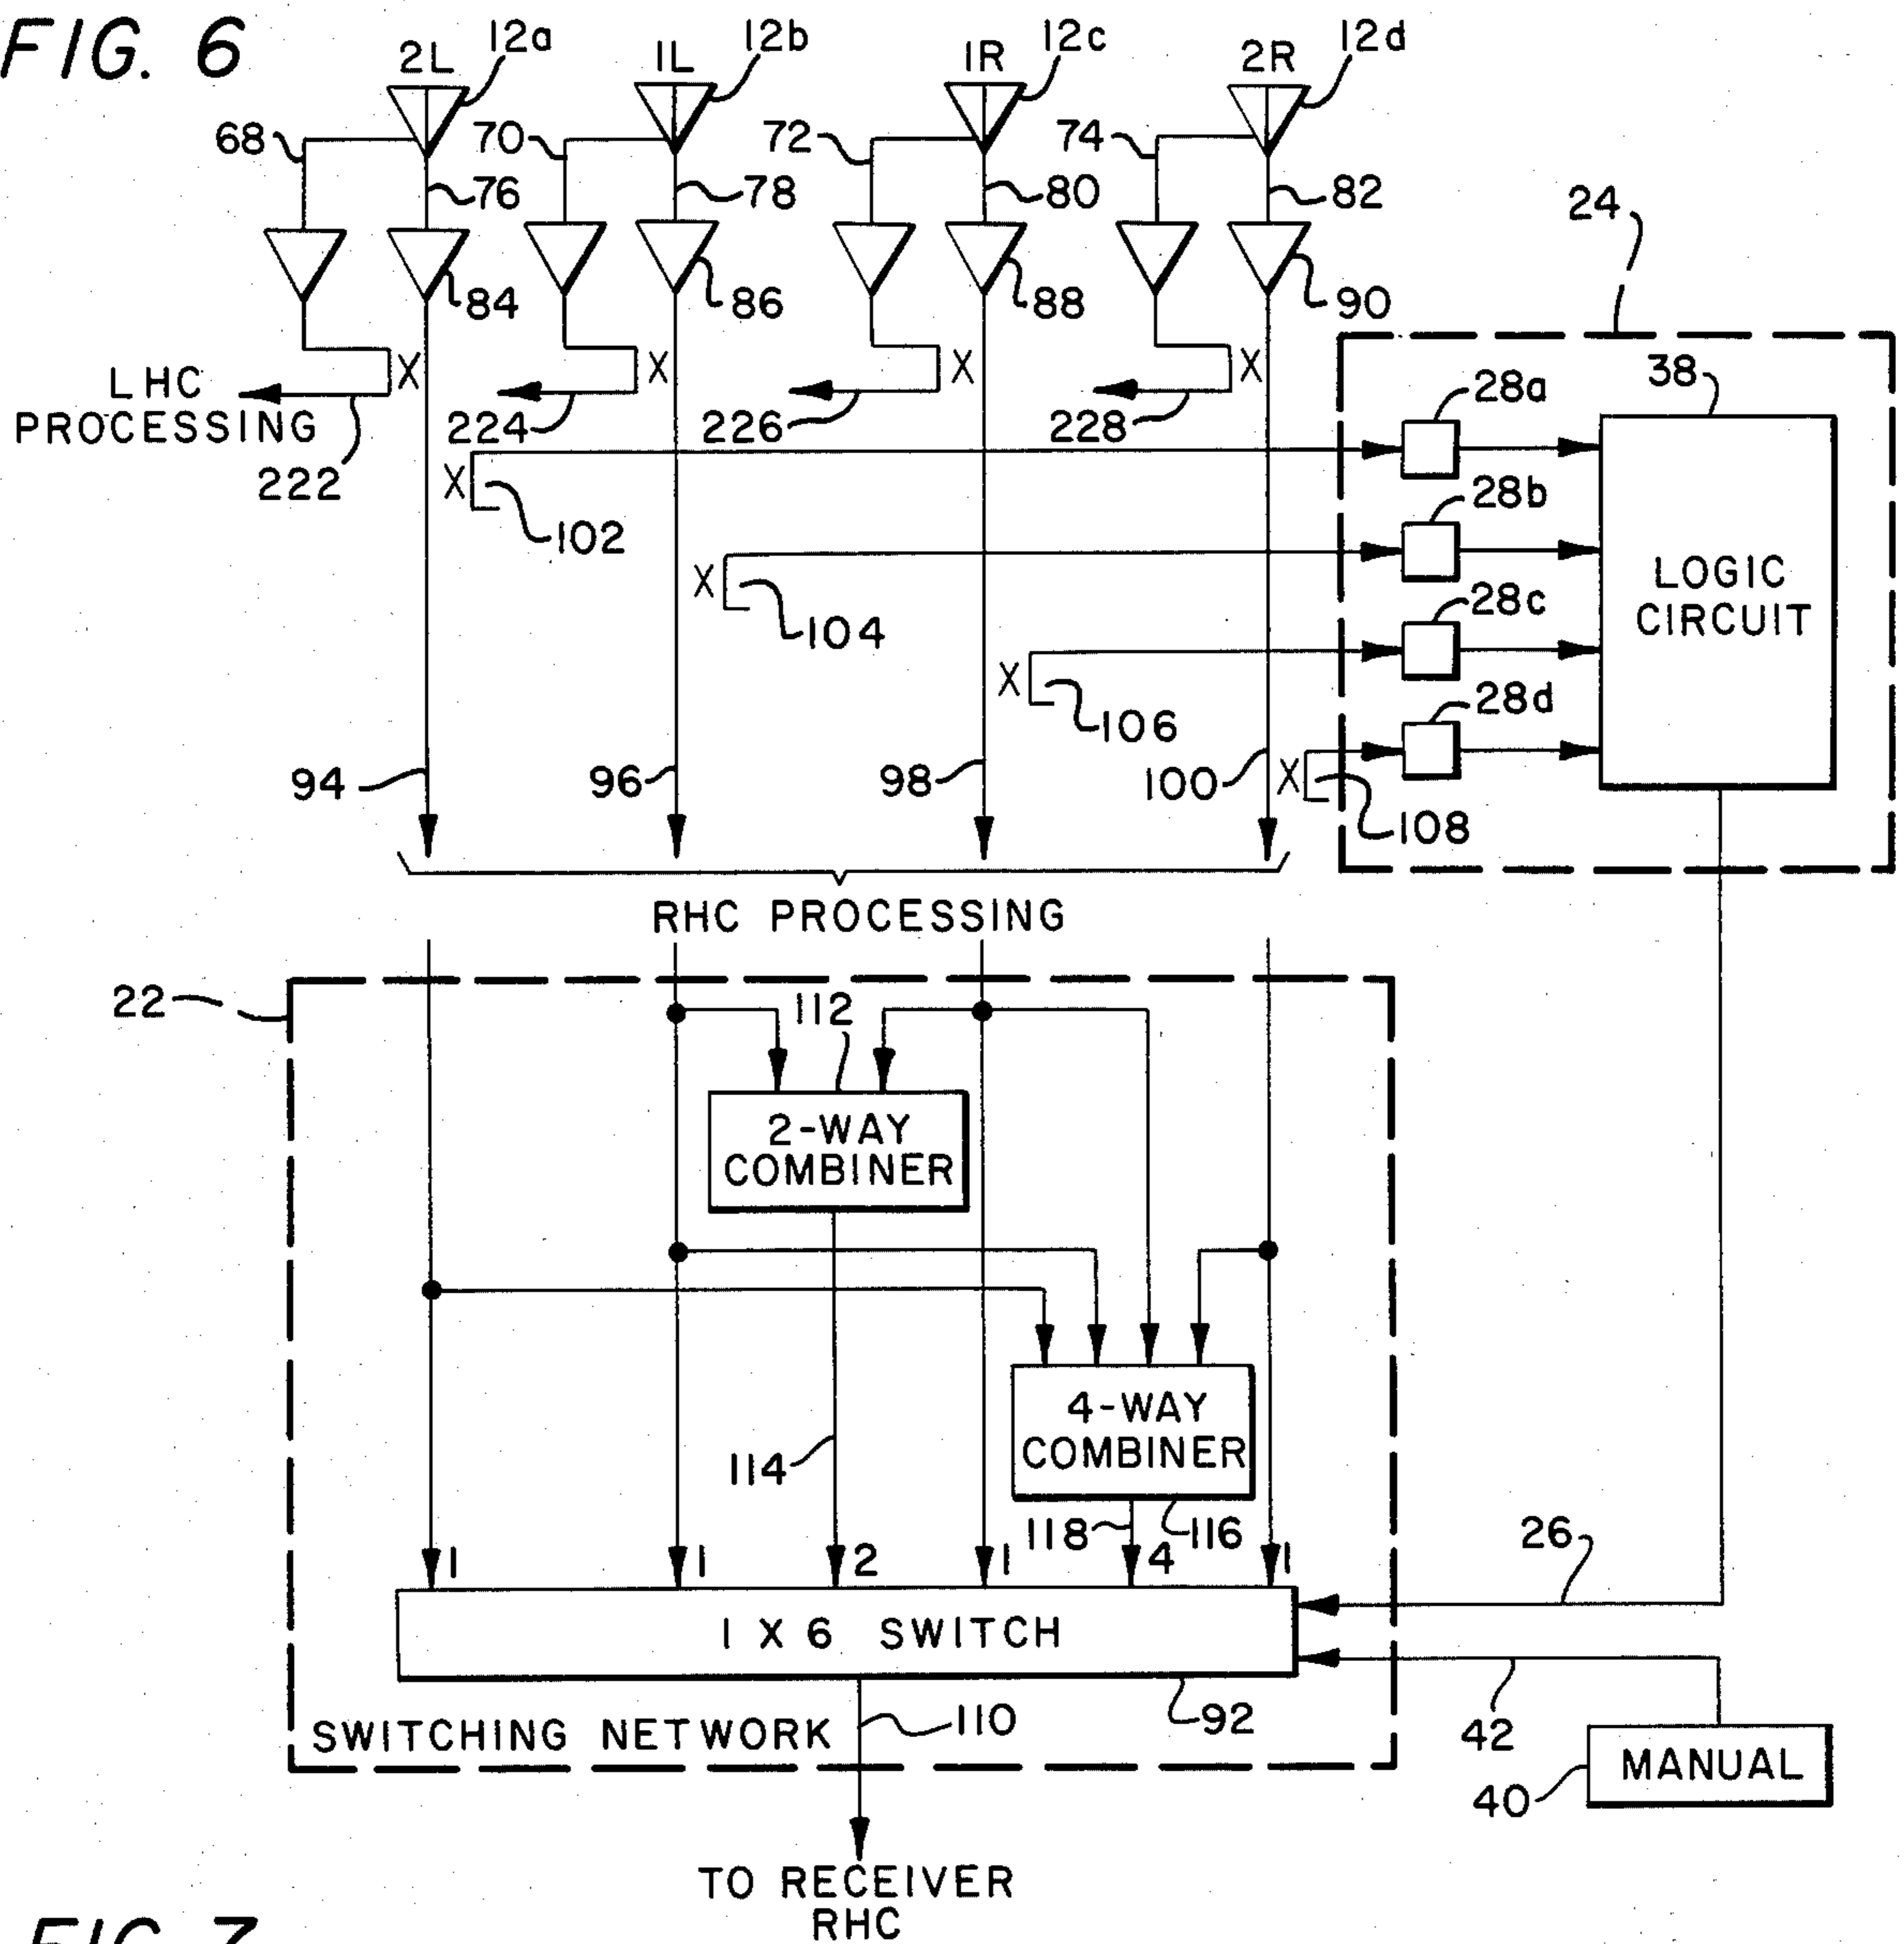 FIG. 6
2L 12a 1L 12b 1R 12c 2R 12d
68 70 72 74
76 78 80 82
24
84 86 88 90
X X X X
LHC
PROCESSING
222 224 226 228
28a 38
X 102
28b
X 104
LOGIC
CIRCUIT
28c
X 106
28d
94 96 98 100 X 108
RHC PROCESSING
22
112
2-WAY
COMBINER
4-WAY
COMBINER
114
118 116
26
1 1 2 1 4 1
1 X 6 SWITCH
SWITCHING NETWORK
110 92 42
MANUAL
40
TO RECEIVER
RHC